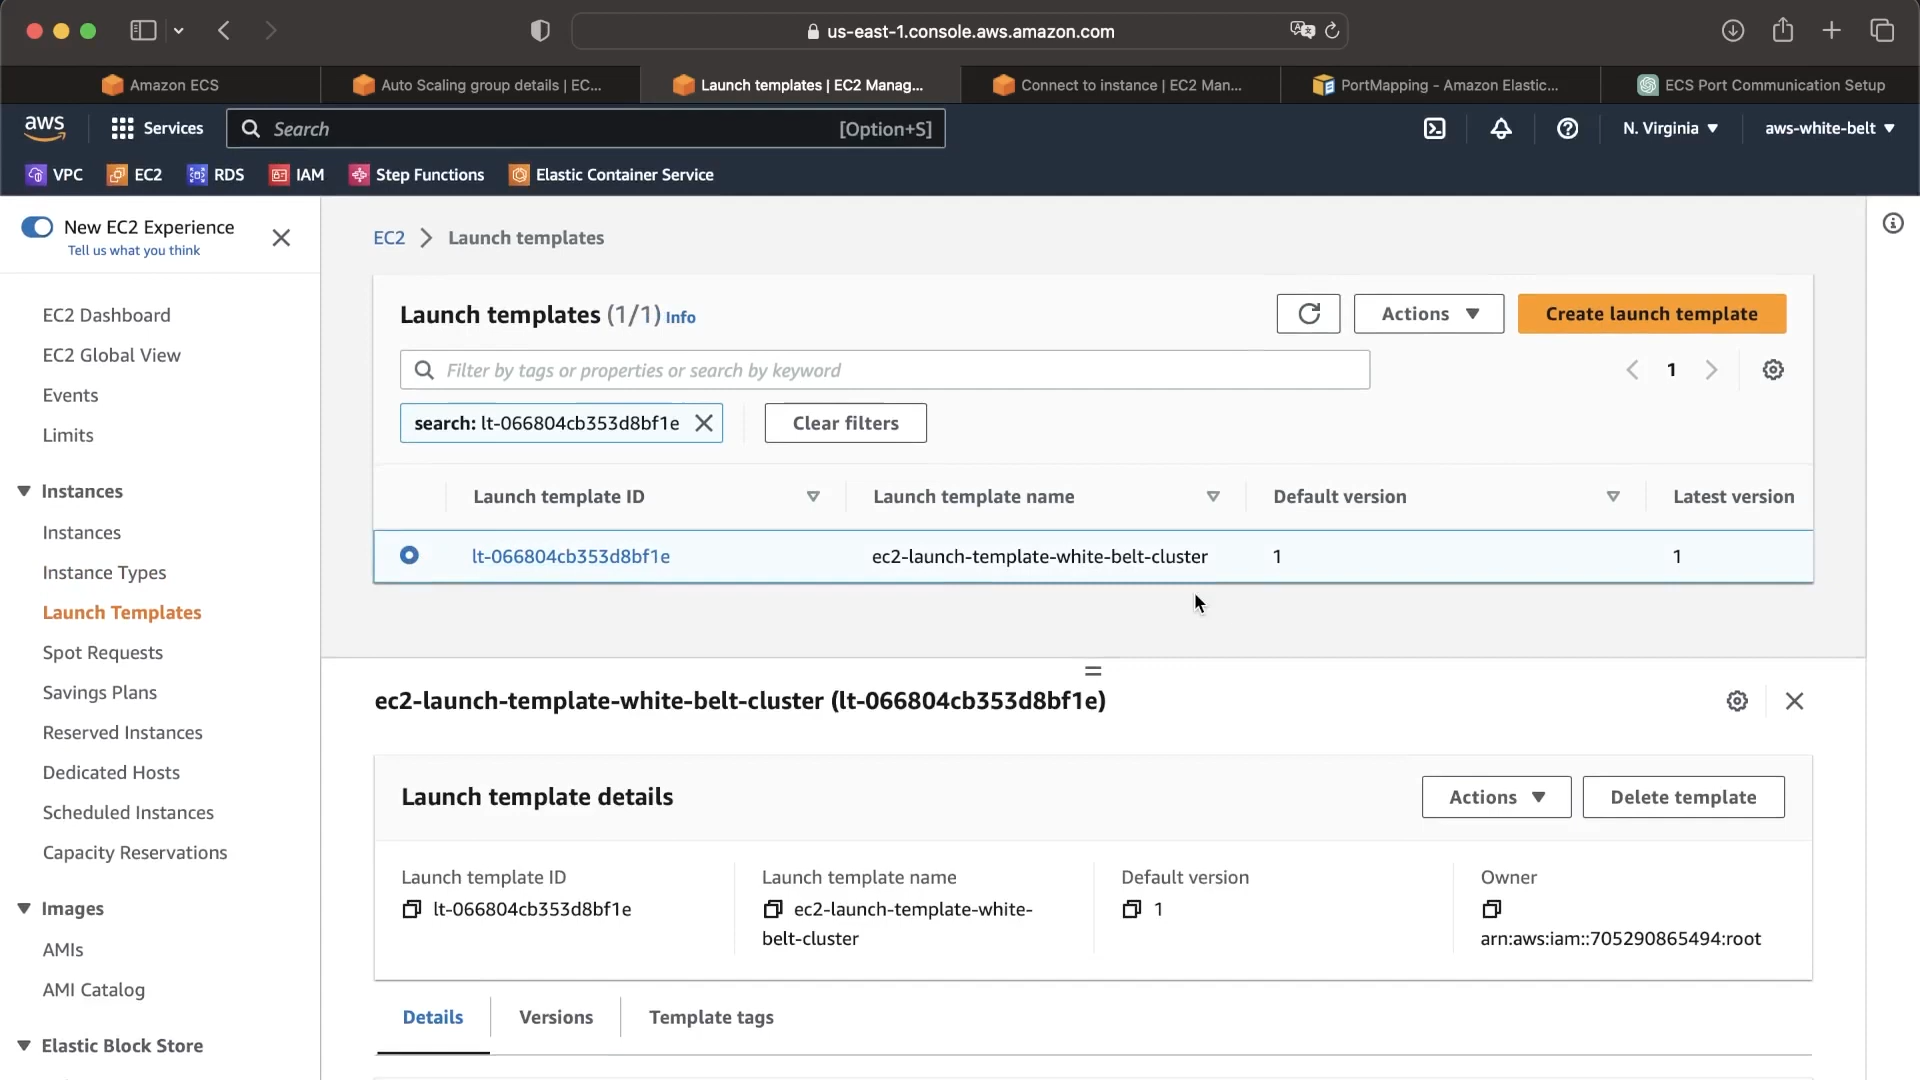 us-east-1.console.aws.amazon.com
Amazon ECS
Auto Scaling group details | EC...
Launch templates | EC2 Manag...
Connect to instance | EC2 Man...
PortMapping - Amazon Elastic...
ECS Port Communication Setup
aws
Services
Search
[Option+S]
N. Virginia
aws-white-belt
VPC
EC2
RDS
IAM
Step Functions
Elastic Container Service
New EC2 Experience
Tell us what you think
EC2 Dashboard
EC2 Global View
Events
Limits
Instances
Instances
Instance Types
Launch Templates
Spot Requests
Savings Plans
Reserved Instances
Dedicated Hosts
Scheduled Instances
Capacity Reservations
Images
AMIs
AMI Catalog
Elastic Block Store
EC2 > Launch templates
Launch templates (1/1) Info
Actions
Create launch template
Filter by tags or properties or search by keyword
1
search: lt-066804cb353d8bf1e
Clear filters
Launch template ID
Launch template name
Default version
Latest version
lt-066804cb353d8bf1e
ec2-launch-template-white-belt-cluster
1
1
ec2-launch-template-white-belt-cluster (lt-066804cb353d8bf1e)
Launch template details
Actions
Delete template
Launch template ID
lt-066804cb353d8bf1e
Launch template name
ec2-launch-template-white-
belt-cluster
Default version
1
Owner
arn:aws:iam::705290865494:root
Details
Versions
Template tags